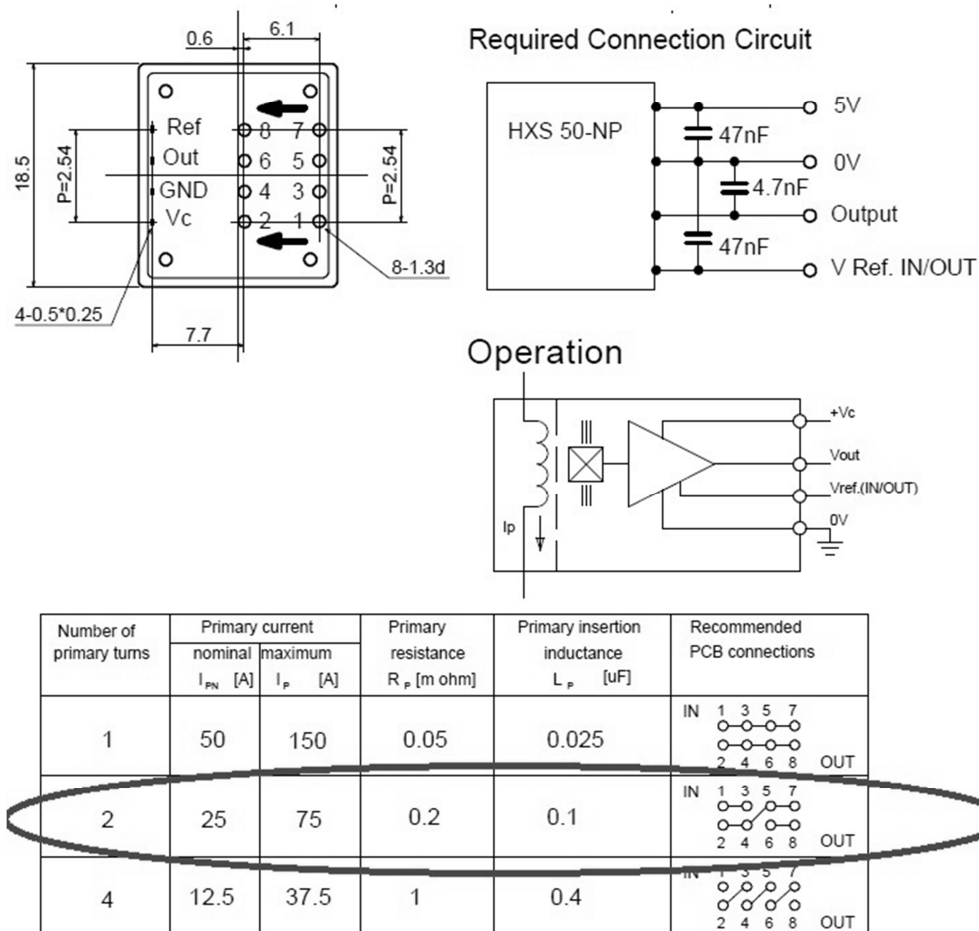 0.6
6.1
Required Connection Circuit
18.5
P=2.54
Ref
Out
GND
Vc
8 7
6 5
4 3
2 1
P=2.54
8-1.3d
4-0.5*0.25
7.7
HXS 50-NP
5V
47nF
0V
4.7nF
Output
47nF
V Ref. IN/OUT
Operation
Ip
+Vc
Vout
Vref.(IN/OUT)
0V
Number of primary turns
Primary current
nominal I PN [A]
maximum I P [A]
Primary resistance R P [m ohm]
Primary insertion inductance L P [uF]
Recommended PCB connections
1 50 150 0.05 0.025
IN 1 3 5 7
2 4 6 8 OUT
2 25 75 0.2 0.1
IN 1 3 5 7
2 4 6 8 OUT
4 12.5 37.5 1 0.4
IN 1 3 5 7
2 4 6 8 OUT